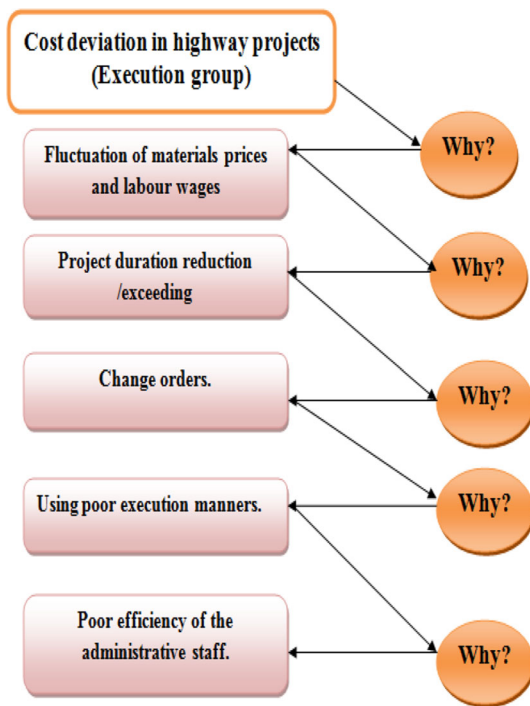 Cost deviation in highway projects
(Execution group)
Why?
Fluctuation of materials prices
and labour wages
Why?
Project duration reduction
/exceeding
Why?
Change orders.
Why?
Using poor execution manners.
Why?
Poor efficiency of the
administrative staff.